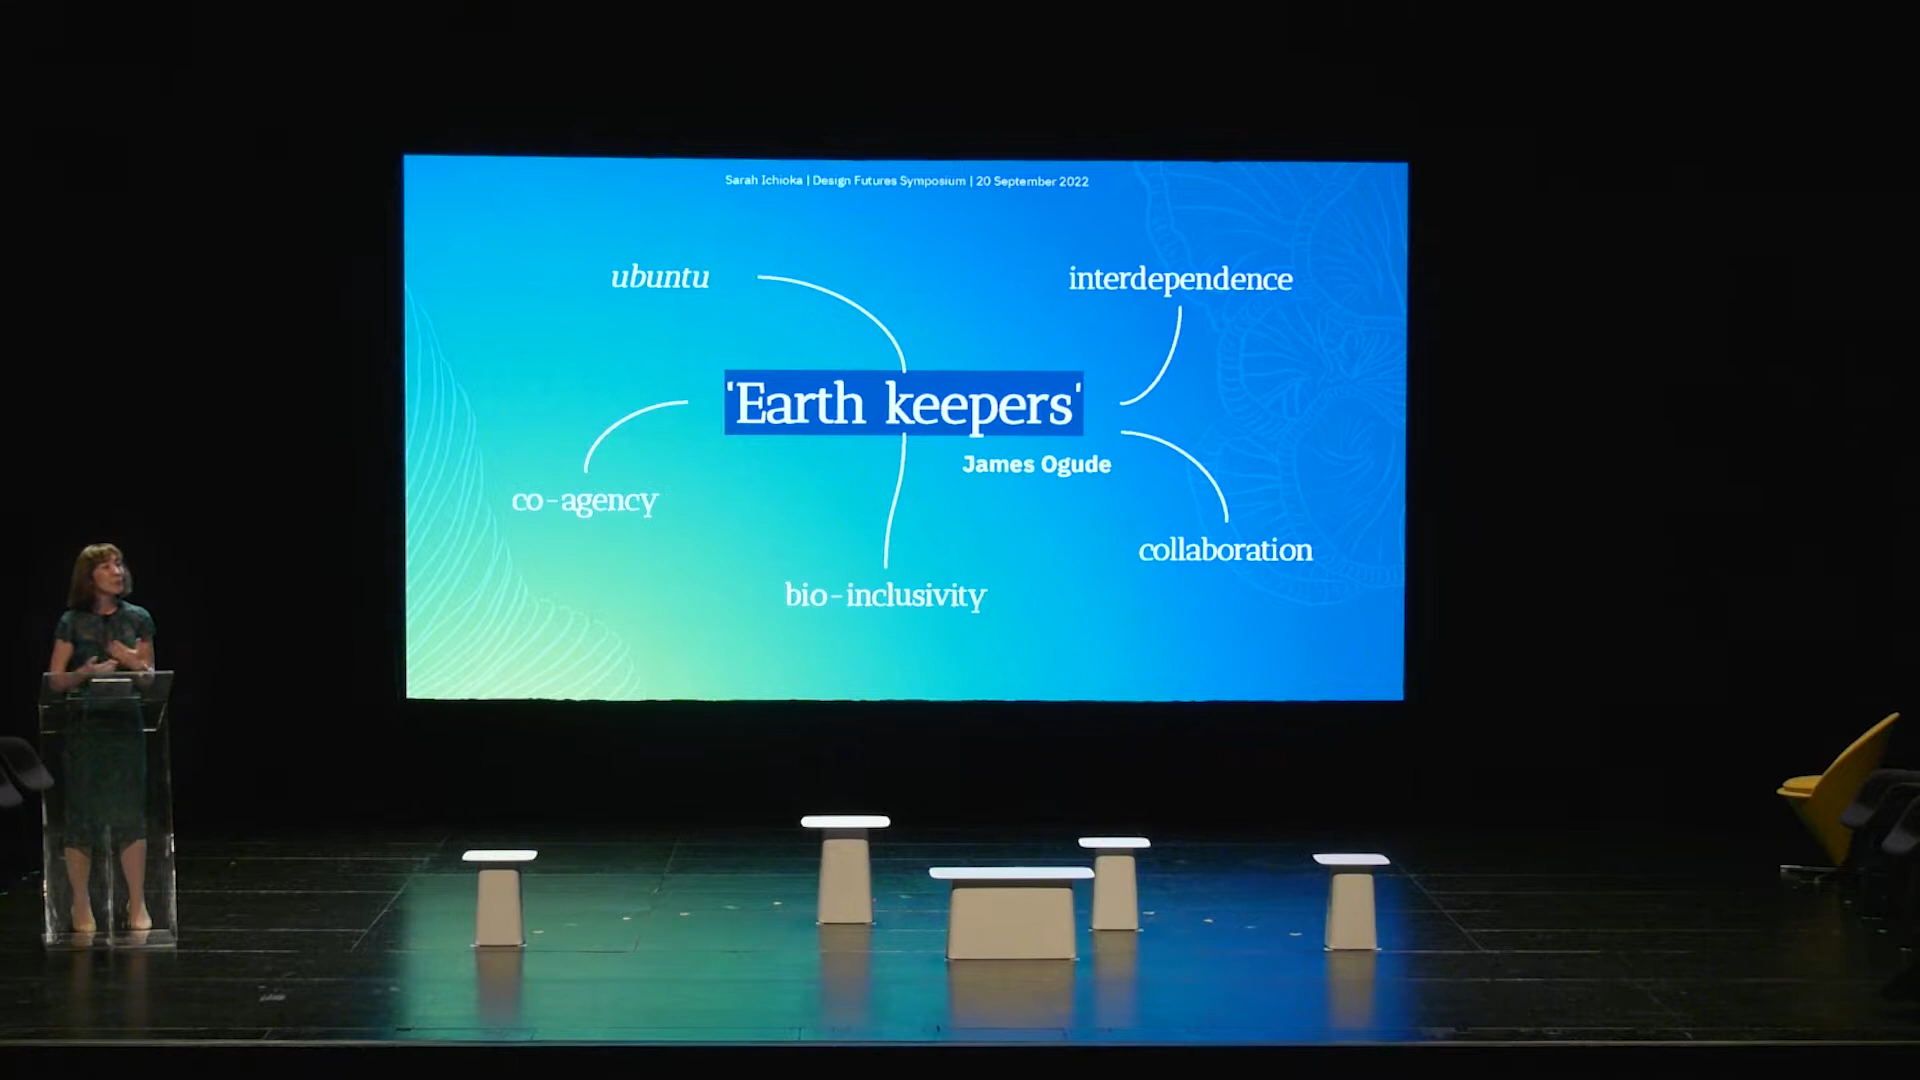 Sarah Ichioka | Design Futures Symposium | 20 September 2022
ubuntu
interdependence
'Earth keepers'
James Ogude
co-agency
collaboration
bio-inclusivity